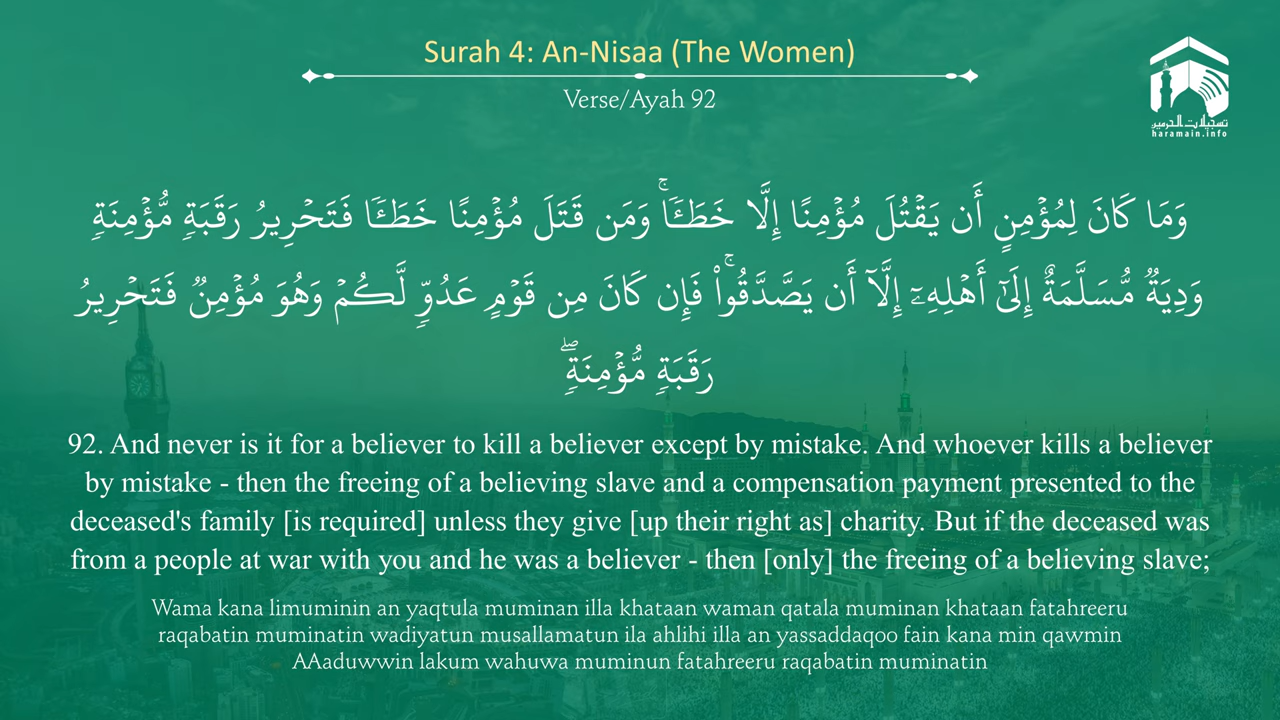 Surah 4: An-Nisaa (The Women)
Verse/Ayah 92
تسجيلات الحرمين
haramain.info
وَمَا كَانَ لِمُؤْمِنٍ أَن يَقْتُلَ مُؤْمِنًا إِلَّا خَطَـًٔا ۚ وَمَن قَتَلَ مُؤْمِنًا خَطَـًٔا فَتَحْرِيرُ رَقَبَةٍ مُّؤْمِنَةٍ
وَدِيَةٌ مُّسَلَّمَةٌ إِلَىٰٓ أَهْلِهِۦٓ إِلَّآ أَن يَصَّدَّقُوا۟ ۚ فَإِن كَانَ مِن قَوْمٍ عَدُوٍّ لَّكُمْ وَهُوَ مُؤْمِنٌ فَتَحْرِيرُ
رَقَبَةٍ مُّؤْمِنَةٍ ۖ
92. And never is it for a believer to kill a believer except by mistake. And whoever kills a believer
by mistake - then the freeing of a believing slave and a compensation payment presented to the
deceased's family [is required] unless they give [up their right as] charity. But if the deceased was
from a people at war with you and he was a believer - then [only] the freeing of a believing slave;
Wama kana limuminin an yaqtula muminan illa khataan waman qatala muminan khataan fatahreeru
raqabatin muminatin wadiyatun musallamatun ila ahlihi illa an yassaddaqoo fain kana min qawmin
AAaduwwin lakum wahuwa muminun fatahreeru raqabatin muminatin